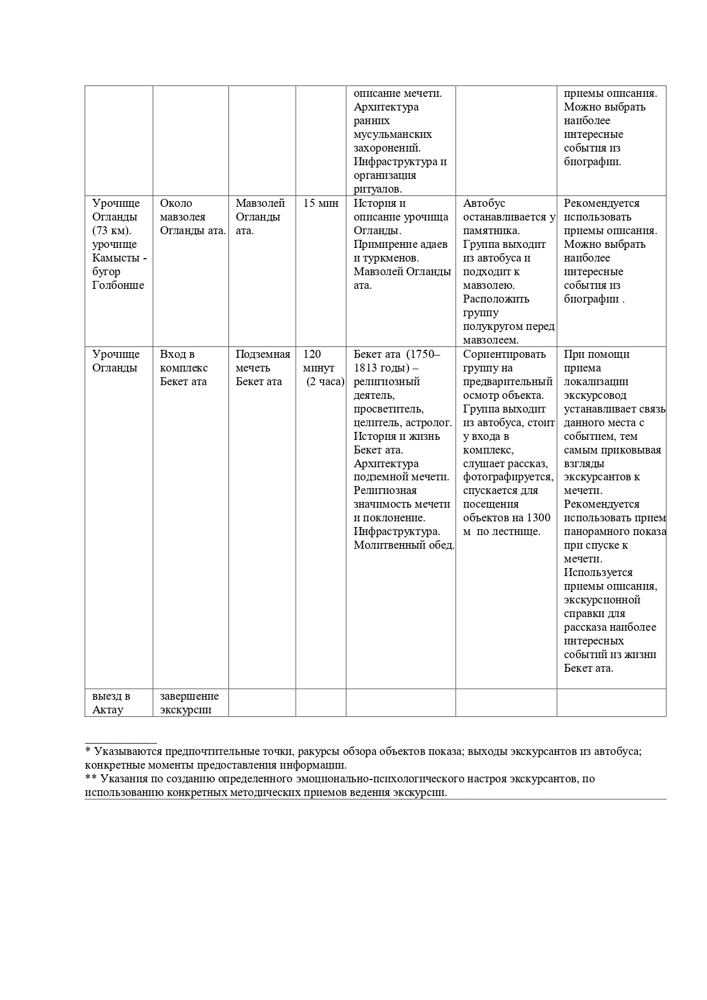 описание мечети.
Архитектура
ранних
мусульманских
захоронений.
Инфраструктура и
организация
ритуалов.
приемы описания.
Можно выбрать
наиболее
интересные
события из
биографии.
Урочище
Огланды
(73 км).
урочище
Камысты -
бугор
Голбонше
Около
мавзолея
Огланды ата.
Мавзолей
Огланды
ата.
15 мин
История и
описание урочища
Огланды.
Примирение адаев
и туркменов.
Мавзолей Огланды
ата.
Автобус
останавливается у
памятника.
Группа выходит
из автобуса и
подходит к
мавзолею.
Расположить
группу
полукругом перед
мавзолеем.
Рекомендуется
использовать
приемы описания.
Можно выбрать
наиболее
интересные
события из
биографии .
Урочище
Огланды
Вход в
комплекс
Бекет ата
Подземная
мечеть
Бекет ата
120
минут
(2 часа)
Бекет ата (1750–
1813 годы) –
религиозный
деятель,
просветитель,
целитель, астролог.
История и жизнь
Бекет ата.
Архитектура
подземной мечети.
Религиозная
значимость мечети
и поклонение.
Инфраструктура.
Молитвенный обед.
Сориентировать
группу на
предварительный
осмотр объекта.
Группа выходит
из автобуса, стоит
у входа в
комплекс,
слушает рассказ,
фотографируется,
спускается для
посещения
объектов на 1300
м по лестнице.
При помощи
приема
локализации
экскурсовод
устанавливает связь
данного места с
событием, тем
самым приковывая
взгляды
экскурсантов к
мечети.
Рекомендуется
использовать прием
панорамного показа
при спуске к
мечети.
Используется
приемы описания,
экскурсионной
справки для
рассказа наиболее
интересных
событий из жизни
Бекет ата.
выезд в
Актау
завершение
экскурсии
____________
* Указываются предпочтительные точки, ракурсы обзора объектов показа; выходы экскурсантов из автобуса;
конкретные моменты предоставления информации.
** Указания по созданию определенного эмоционально-психологического настроя экскурсантов, по
использованию конкретных методических приемов ведения экскурсии.